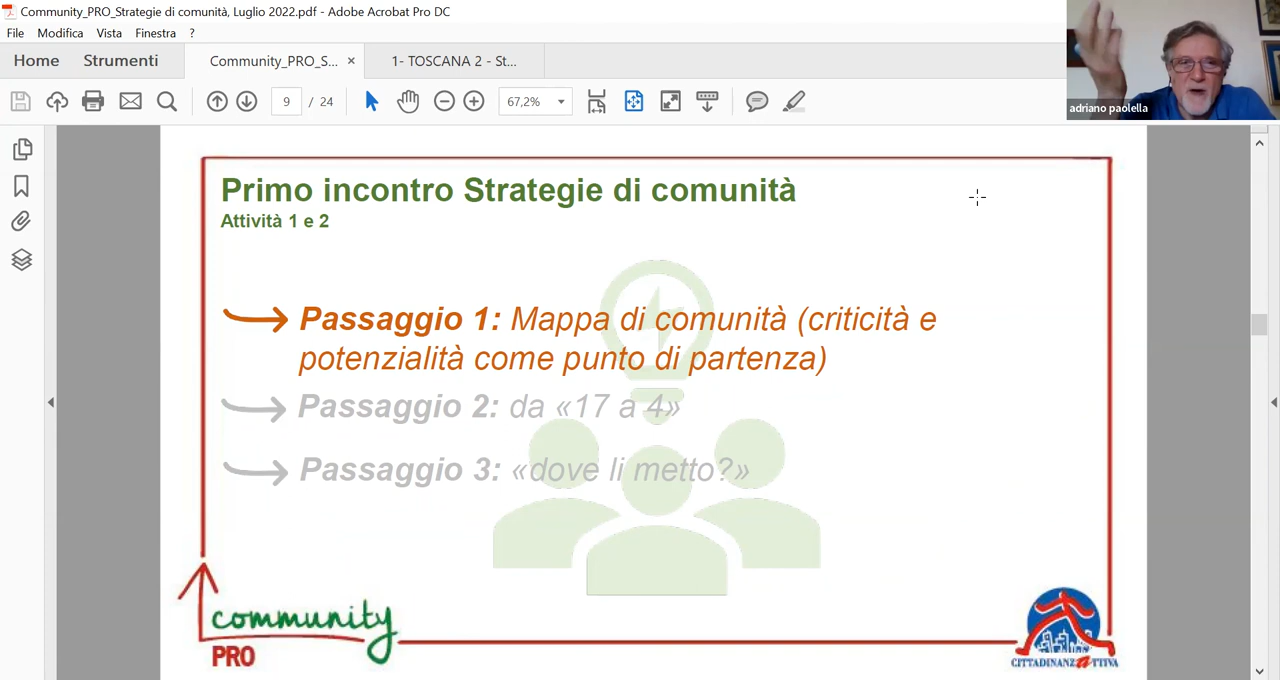 Community_PRO_Strategie di comunità, Luglio 2022.pdf - Adobe Acrobat Pro DC
File Modifica Vista Finestra ?
Home Strumenti Community_PRO_S... × 1- TOSCANA 2 - St...
9 / 24 67,2%
adriano paolella
Primo incontro Strategie di comunità
Attività 1 e 2
Passaggio 1: Mappa di comunità (criticità e
potenzialità come punto di partenza)
Passaggio 2: da «17 a 4»
Passaggio 3: «dove li metto?»
community
PRO
CITTADINANZATTIVA